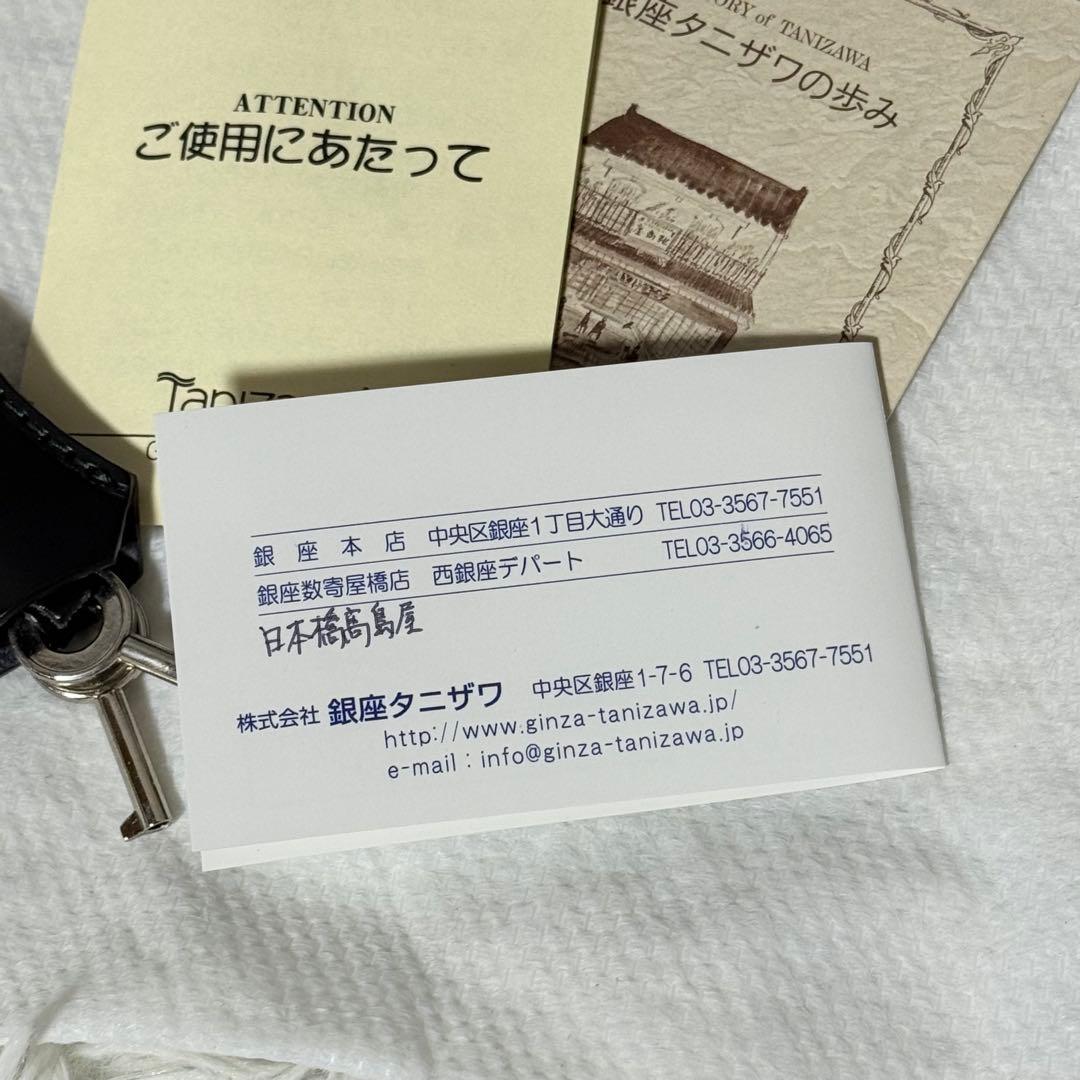 ATTENTION
ご使用にあたって
ORY of TANIZAWA
銀座タニザワの歩み
Taniza
G
銀座本店 中央区銀座1丁目大通り TEL03-3567-7551
銀座数寄屋橋店 西銀座デパート TEL03-3566-4065
日本橋高島屋
株式会社 銀座タニザワ 中央区銀座1-7-6 TEL03-3567-7551
http://www.ginza-tanizawa.jp/
e-mail : info@ginza-tanizawa.jp